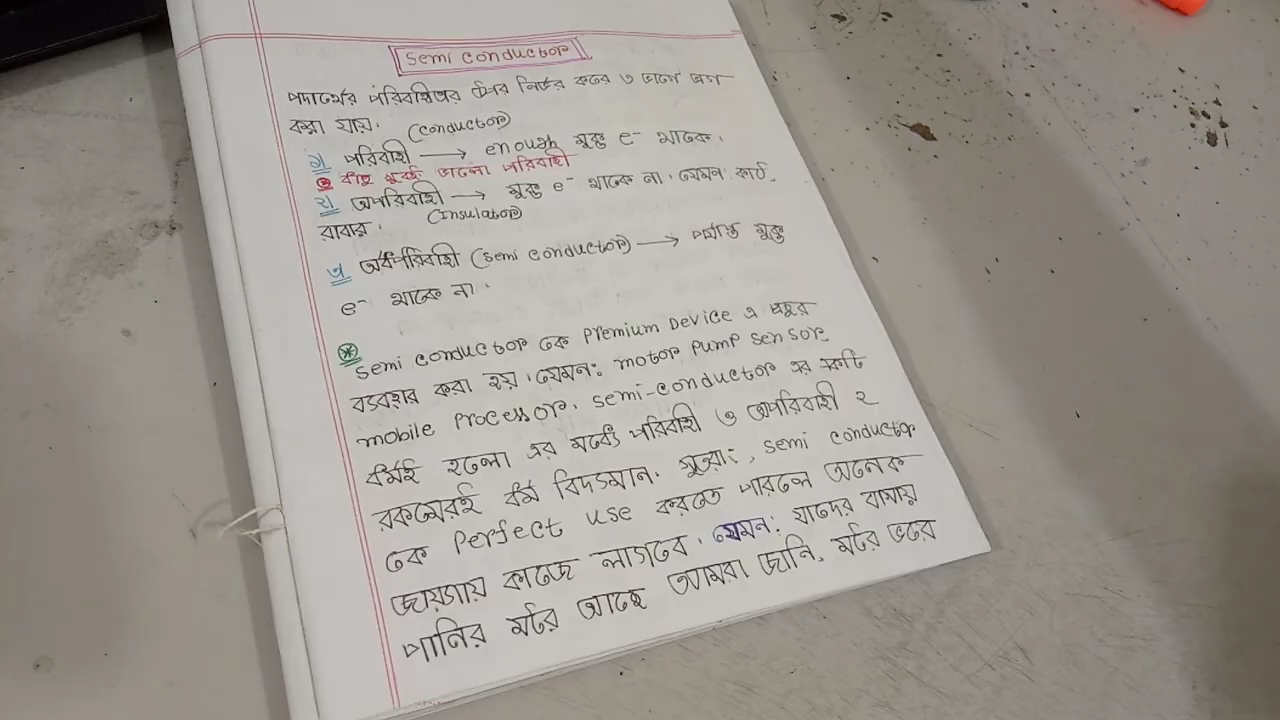 Semi conductor
পদার্থের পরিবাহিতার উপর নির্ভর করে ৩ ভাগে ভাগ
করা যায়.
(conductor)
১) পরিবাহী → enough মুক্ত e⁻ থাকে.
ভালো পরিবাহী
২) অপরিবাহী → মুক্ত e⁻ থাকে না. যেমন: কাঠ,
রাবার. (Insulator)
৩) অর্ধপরিবাহী (semi conductor) → পর্যাপ্ত মুক্ত
e⁻ থাকে না.
semi conductor কে Premium Device এ প্রচুর
ব্যবহার করা হয়. যেমন: motor pump sensor,
mobile processor. semi-conductor এর একটি
ধর্মই হলো এর মধ্যে পরিবাহী ও অপরিবাহী ২
রকমেরই ধর্ম বিদ্যমান. সুতরাং, semi conductor
কে Perfect use করতে পারলে অনেক
জায়গায় কাজে লাগবে. যেমন: যাদের বাসায়
পানির মটর আছে আমরা জানি, মটর ভরে